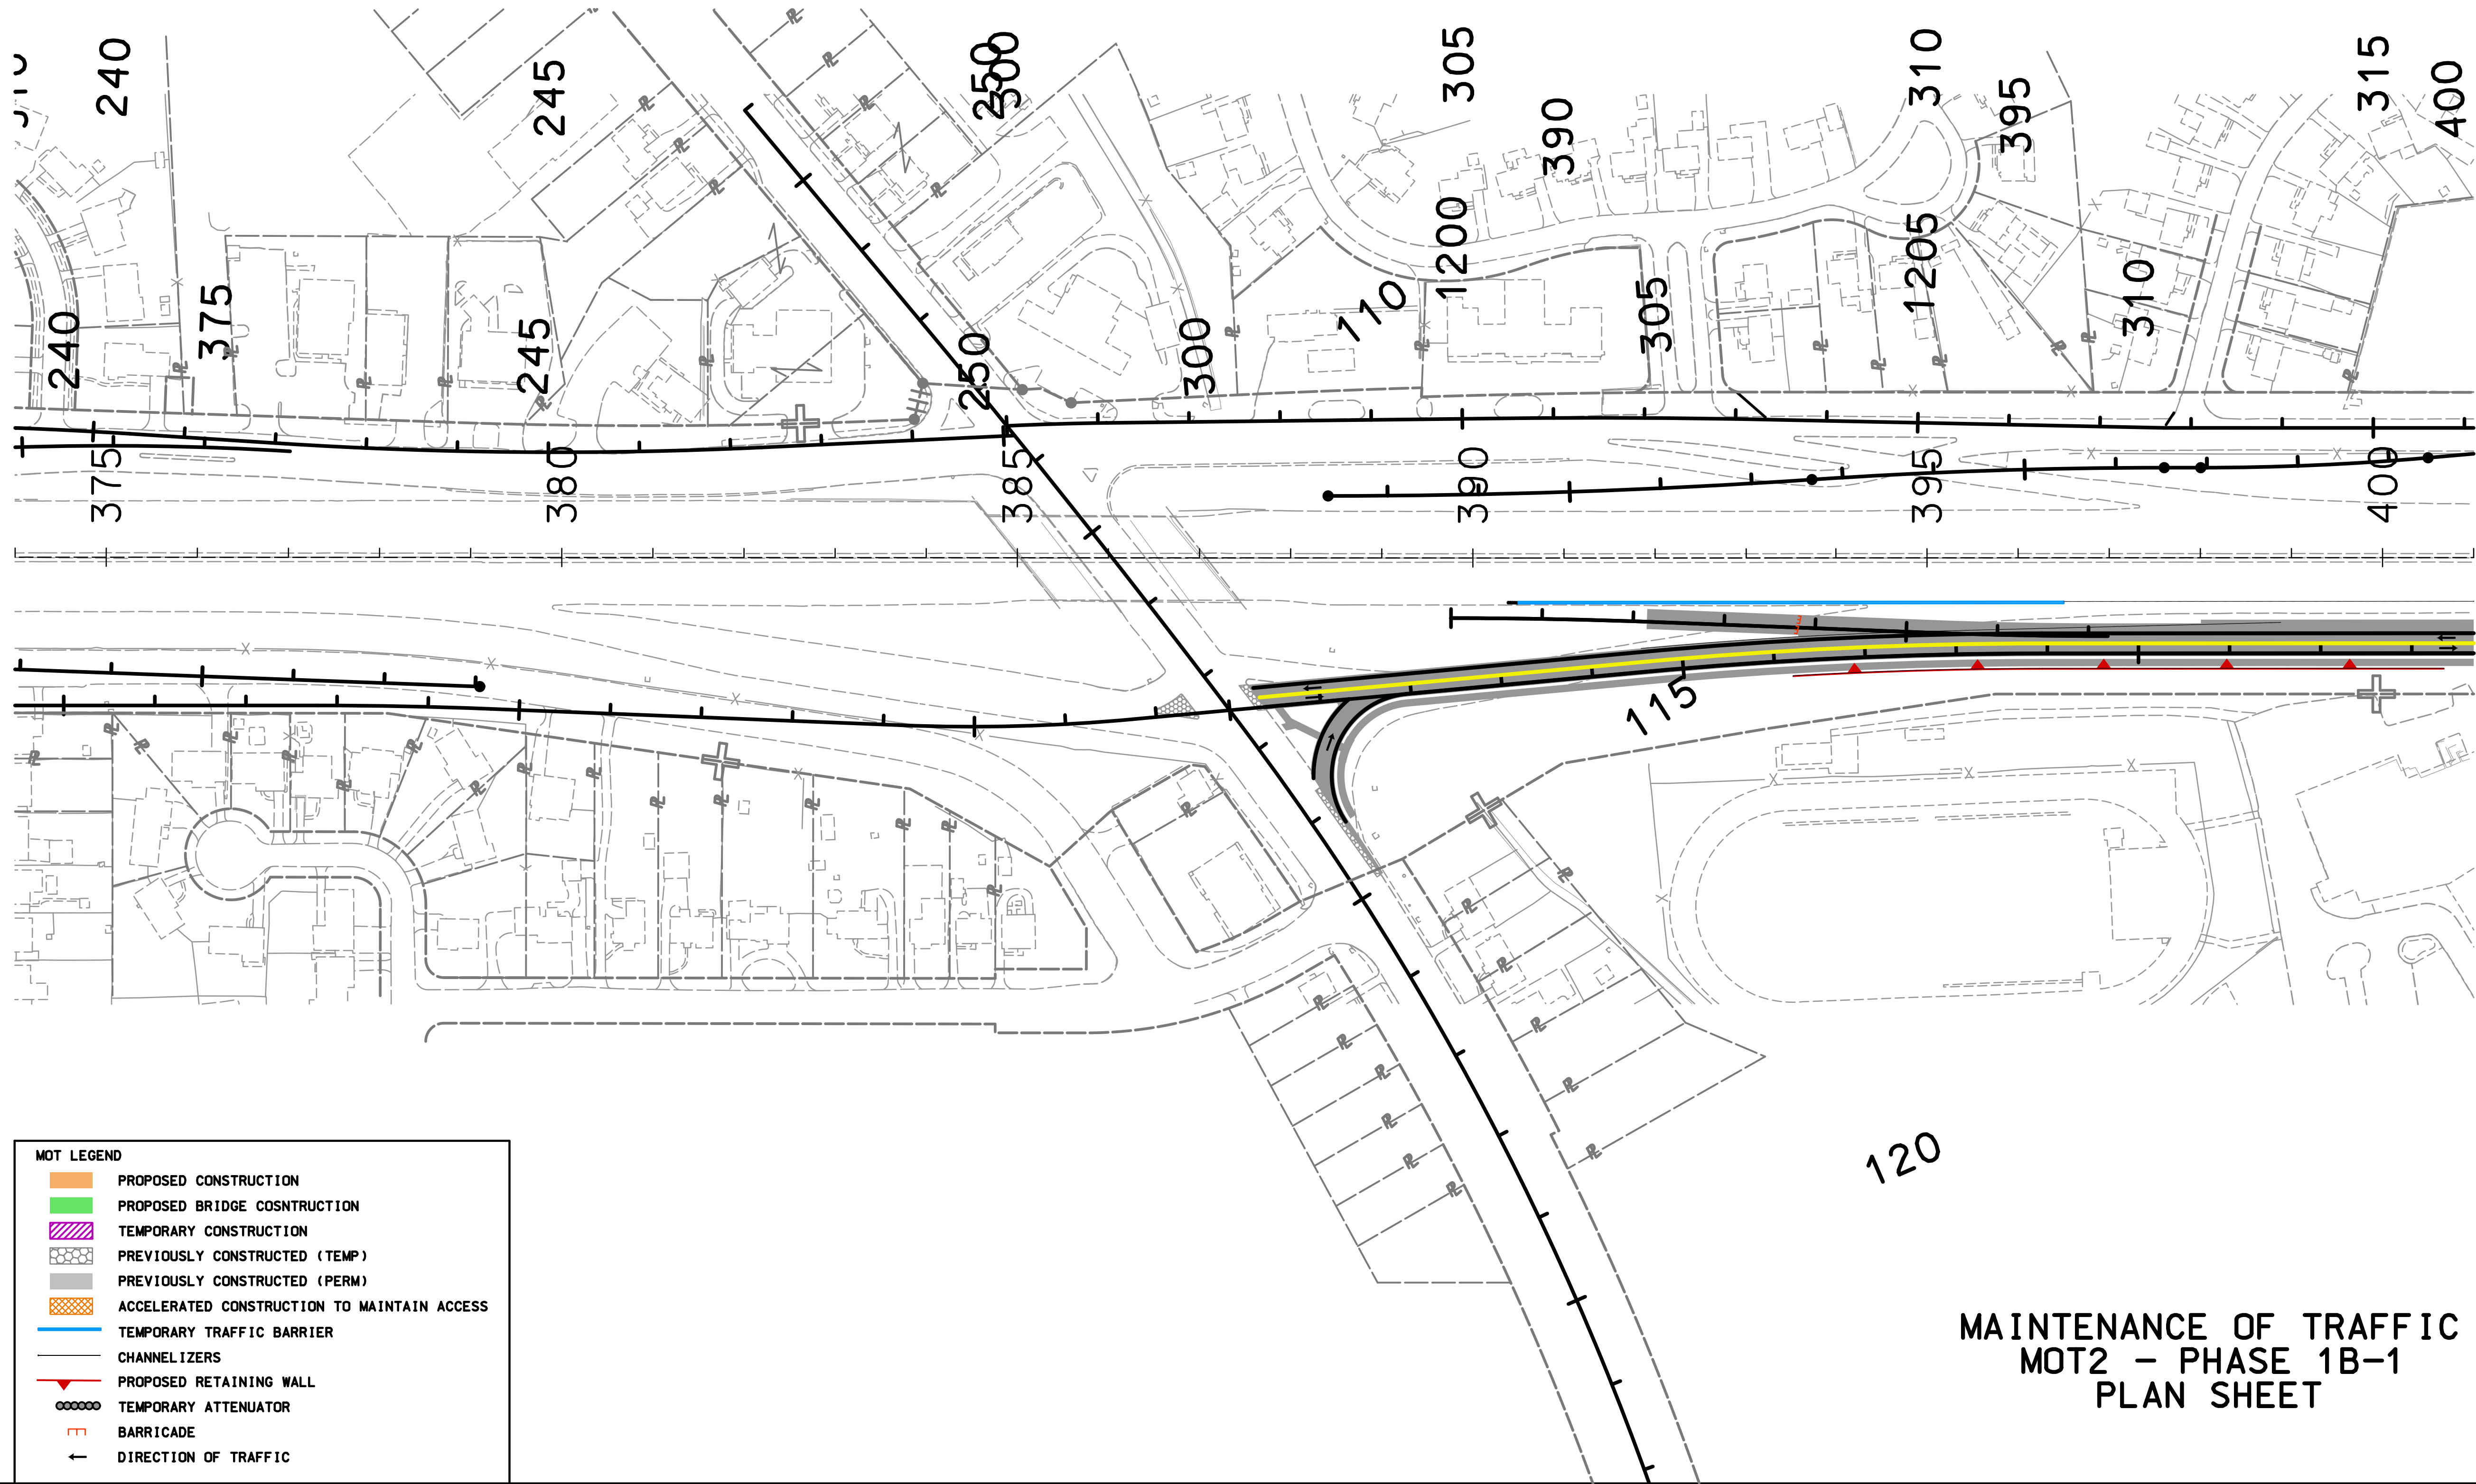 240
245
250
300
305
310
315
390
395
400
1200
1205
110
375
240
245
250
300
305
310
375
380
385
390
395
400
115
120
MOT LEGEND
PROPOSED CONSTRUCTION
PROPOSED BRIDGE COSNTRUCTION
TEMPORARY CONSTRUCTION
PREVIOUSLY CONSTRUCTED (TEMP)
PREVIOUSLY CONSTRUCTED (PERM)
ACCELERATED CONSTRUCTION TO MAINTAIN ACCESS
TEMPORARY TRAFFIC BARRIER
CHANNELIZERS
PROPOSED RETAINING WALL
TEMPORARY ATTENUATOR
BARRICADE
DIRECTION OF TRAFFIC
MAINTENANCE OF TRAFFIC
MOT2 - PHASE 1B-1
PLAN SHEET